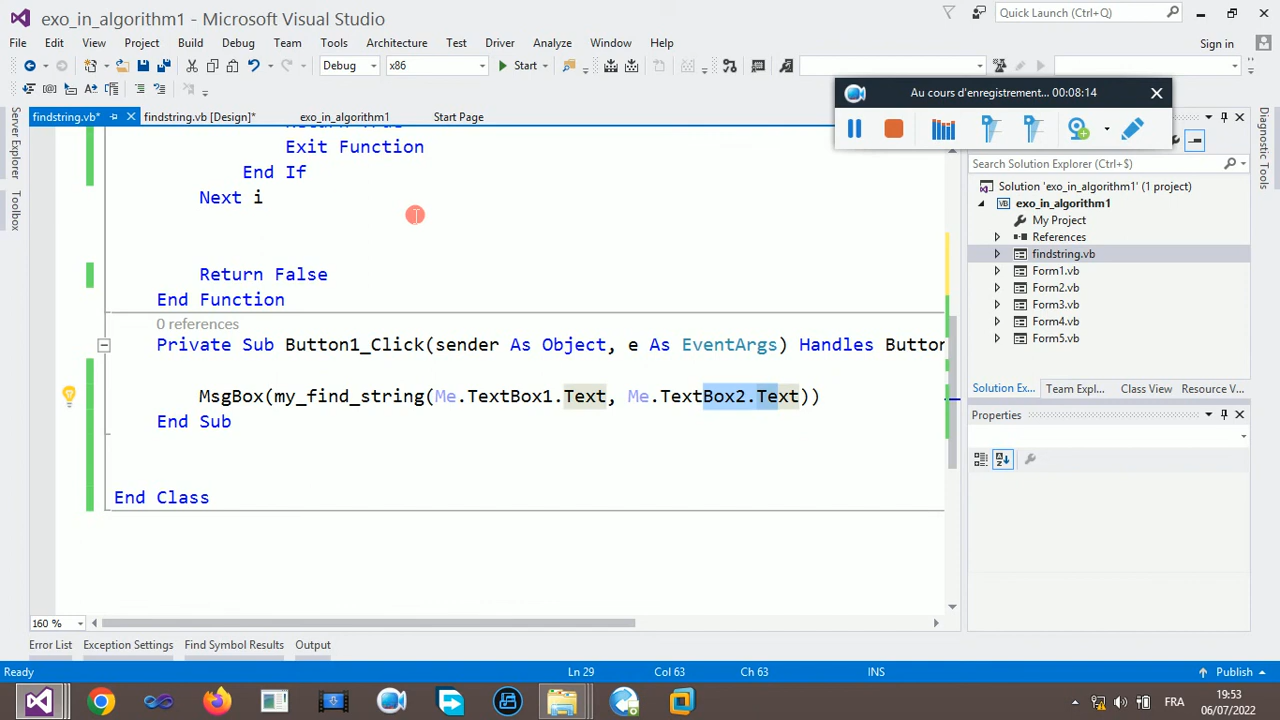 exo_in_algorithm1 - Microsoft Visual Studio
Quick Launch (Ctrl+Q)
File Edit View Project Build Debug Team Tools Architecture Test Driver Analyze Window Help
Sign in
Debug x86 Start
Au cours d'enregistrement... 00:08:14
findstring.vb* findstring.vb [Design]* exo_in_algorithm1 Start Page
Server Explorer
Toolbox
Diagnostic Tools
Exit Function
End If
Next i
Return False
End Function
0 references
Private Sub Button1_Click(sender As Object, e As EventArgs) Handles Button
MsgBox(my_find_string(Me.TextBox1.Text, Me.TextBox2.Text))
End Sub
End Class
Search Solution Explorer (Ctrl+$)
Solution 'exo_in_algorithm1' (1 project)
exo_in_algorithm1
My Project
References
findstring.vb
Form1.vb
Form2.vb
Form3.vb
Form4.vb
Form5.vb
Solution Ex... Team Expl... Class View Resource V...
Properties
160 %
Error List Exception Settings Find Symbol Results Output
Ready Ln 29 Col 63 Ch 63 INS Publish
FRA
19:53
06/07/2022